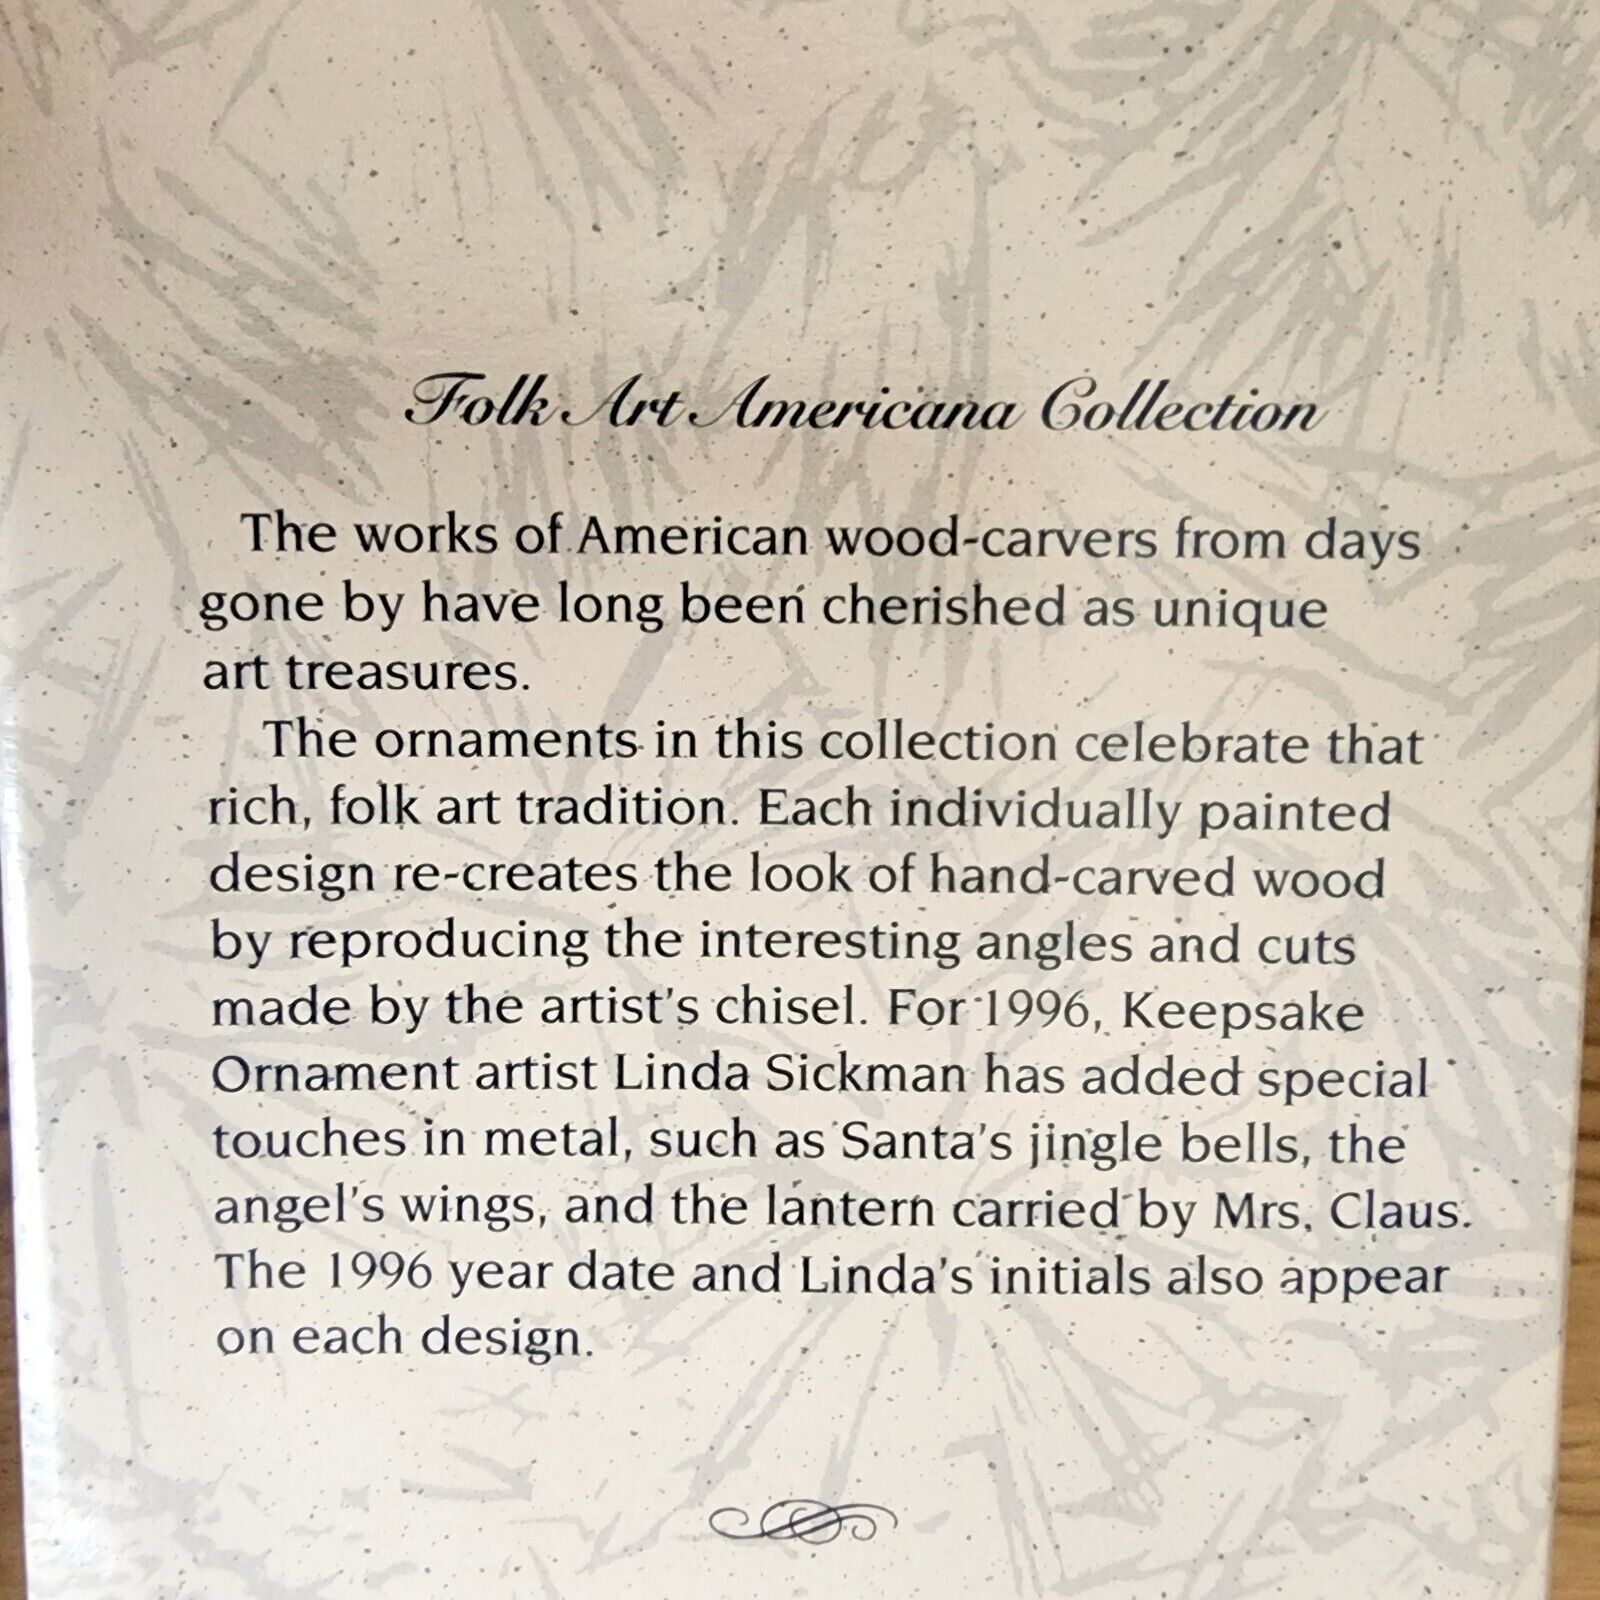 Folk Art Americana Collection
The works of American wood-carvers from days
gone by have long been cherished as unique
art treasures.
The ornaments in this collection celebrate that
rich, folk art tradition. Each individually painted
design re-creates the look of hand-carved wood
by reproducing the interesting angles and cuts
made by the artist's chisel. For 1996, Keepsake
Ornament artist Linda Sickman has added special
touches in metal, such as Santa's jingle bells, the
angel's wings, and the lantern carried by Mrs. Claus.
The 1996 year date and Linda's initials also appear
on each design.